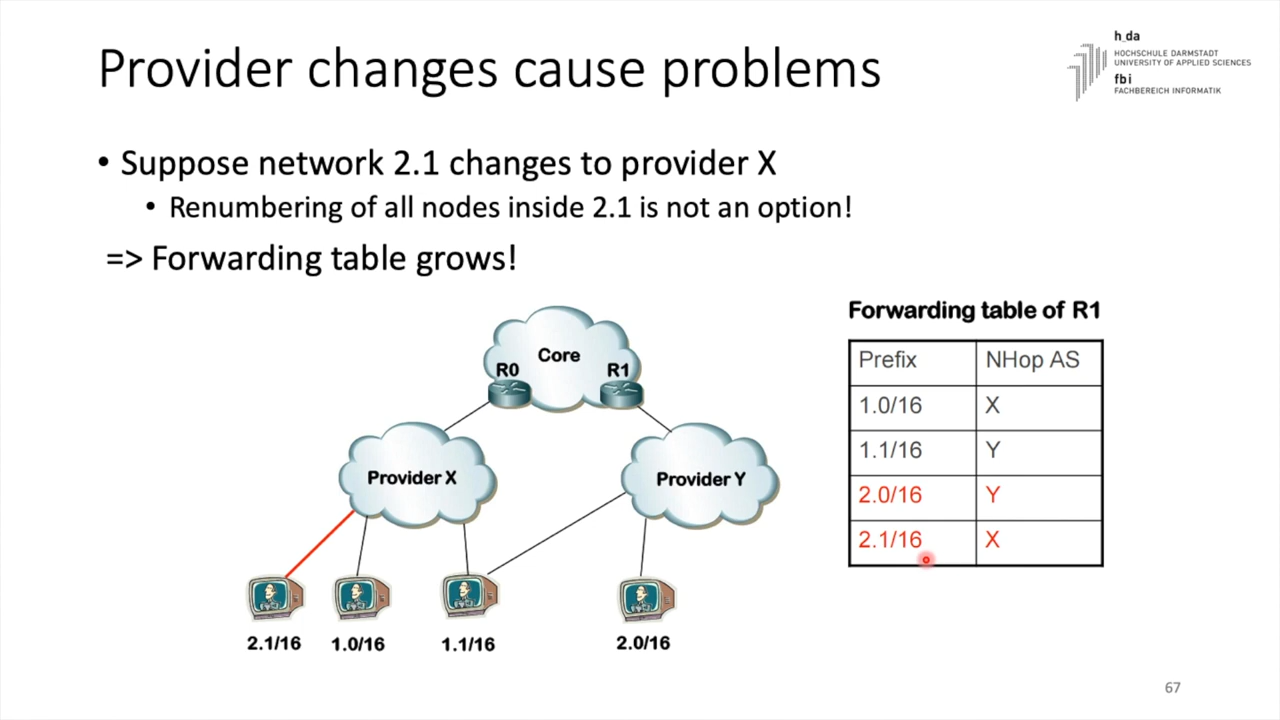 Provider changes cause problems
h_da
HOCHSCHULE DARMSTADT
UNIVERSITY OF APPLIED SCIENCES
fbi
FACHBEREICH INFORMATIK
• Suppose network 2.1 changes to provider X
• Renumbering of all nodes inside 2.1 is not an option!
=> Forwarding table grows!
Core
R0
R1
Provider X
Provider Y
2.1/16
1.0/16
1.1/16
2.0/16
Forwarding table of R1
Prefix NHop AS
1.0/16 X
1.1/16 Y
2.0/16 Y
2.1/16 X
67